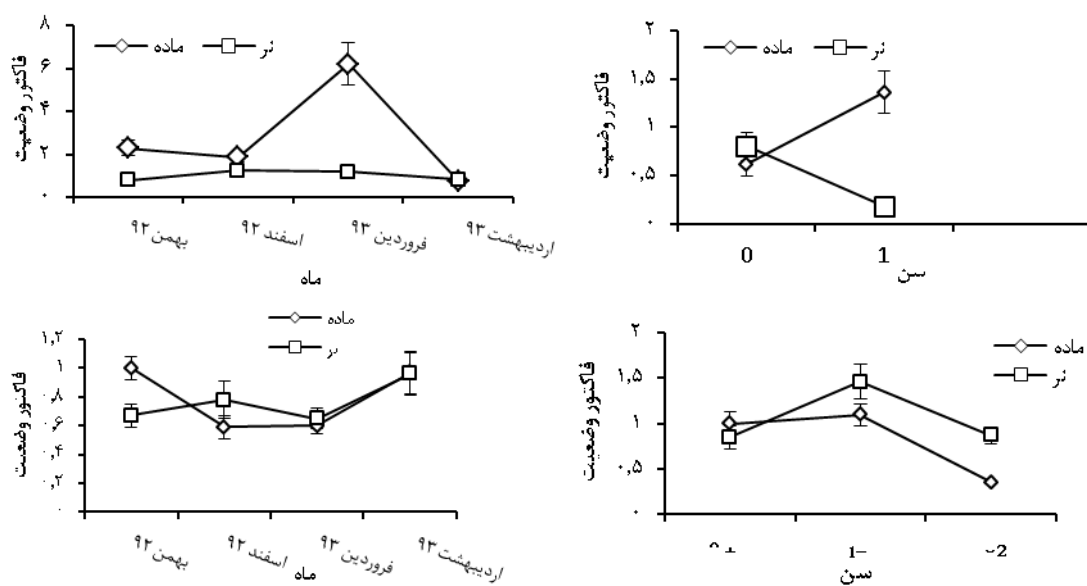 فاکتور وضعیت
۸
۶
۴
۲
۰
ماده
نر
بهمن ۹۲
اسفند ۹۲
فروردین ۹۳
اردیبهشت ۹۳
ماه
فاکتور وضعیت
۲
۱,۵
۱
۰,۵
۰
ماده
نر
0
1
سن
فاکتور وضعیت
۱,۲
۱
۰,۸
۰,۶
۰,۴
۰,۲
۰
ماده
نر
بهمن ۹۲
اسفند ۹۲
فروردین ۹۳
اردیبهشت ۹۳
ماه
فاکتور وضعیت
۲
۱,۵
۱
۰,۵
۰
ماده
نر
سن